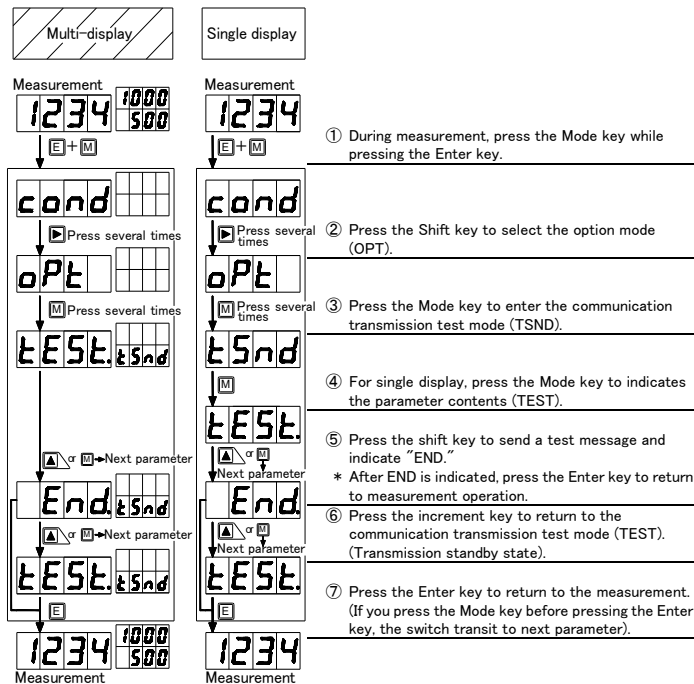 Multi-display Single display
Measurement Measurement
1234 1000 500 1234
E+M E+M
① During measurement, press the Mode key while
pressing the Enter key.
cond cond
▶Press several times ▶Press several times
② Press the Shift key to select the option mode
(OPT).
oPt oPt
M Press several times M Press several times
③ Press the Mode key to enter the communication
transmission test mode (TSND).
tESt. tSnd tSnd
M
④ For single display, press the Mode key to indicates
the parameter contents (TEST).
tESt.
▲ or M→Next parameter ▲ or M Next parameter
⑤ Press the shift key to send a test message and
indicate "END."
* After END is indicated, press the Enter key to return
to measurement operation.
End. tSnd End.
▲ or M→Next parameter ▲ or M Next parameter
⑥ Press the increment key to return to the
communication transmission test mode (TEST).
(Transmission standby state).
tESt. tSnd tESt.
E E
⑦ Press the Enter key to return to the measurement.
(If you press the Mode key before pressing the Enter
key, the switch transit to next parameter).
1234 1000 500 1234
Measurement Measurement